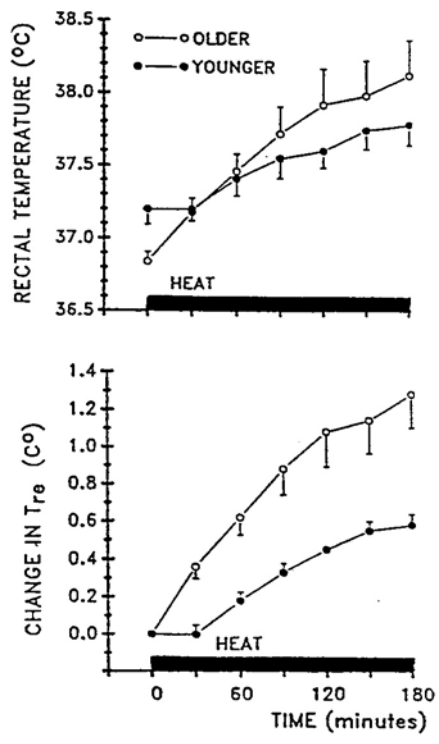 38.5
OLDER
YOUNGER
38.0
37.5
37.0
36.5
RECTAL TEMPERATURE (°C)
HEAT
1.4
1.2
1.0
0.8
0.6
0.4
0.2
0.0
CHANGE IN Tre (C°)
HEAT
0 60 120 180
TIME (minutes)